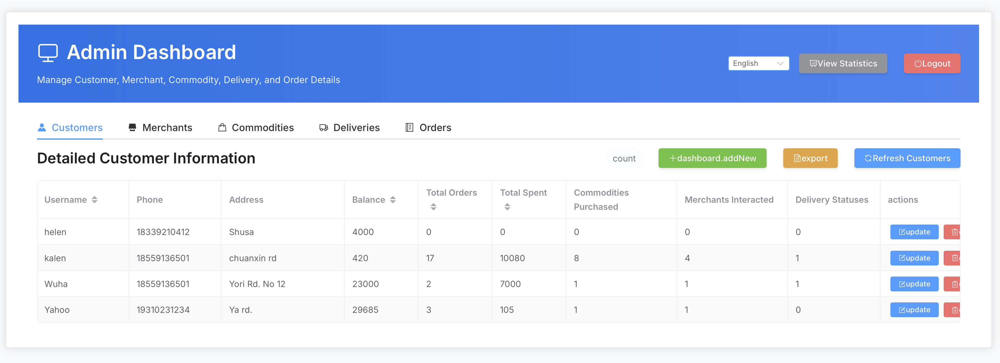 Admin Dashboard
Manage Customer, Merchant, Commodity, Delivery, and Order Details
English
View Statistics
Logout
Customers Merchants Commodities Deliveries Orders
Detailed Customer Information
count
+dashboard.addNew
export
Refresh Customers
Username Phone Address Balance Total Orders Total Spent Commodities Purchased Merchants Interacted Delivery Statuses actions
helen 18339210412 Shusa 4000 0 0 0 0 0 update
kalen 18559136501 chuanxin rd 420 17 10080 8 4 1 update
Wuha 18559136501 Yori Rd. No 12 23000 2 7000 1 1 1 update
Yahoo 19310231234 Ya rd. 29685 3 105 1 1 0 update